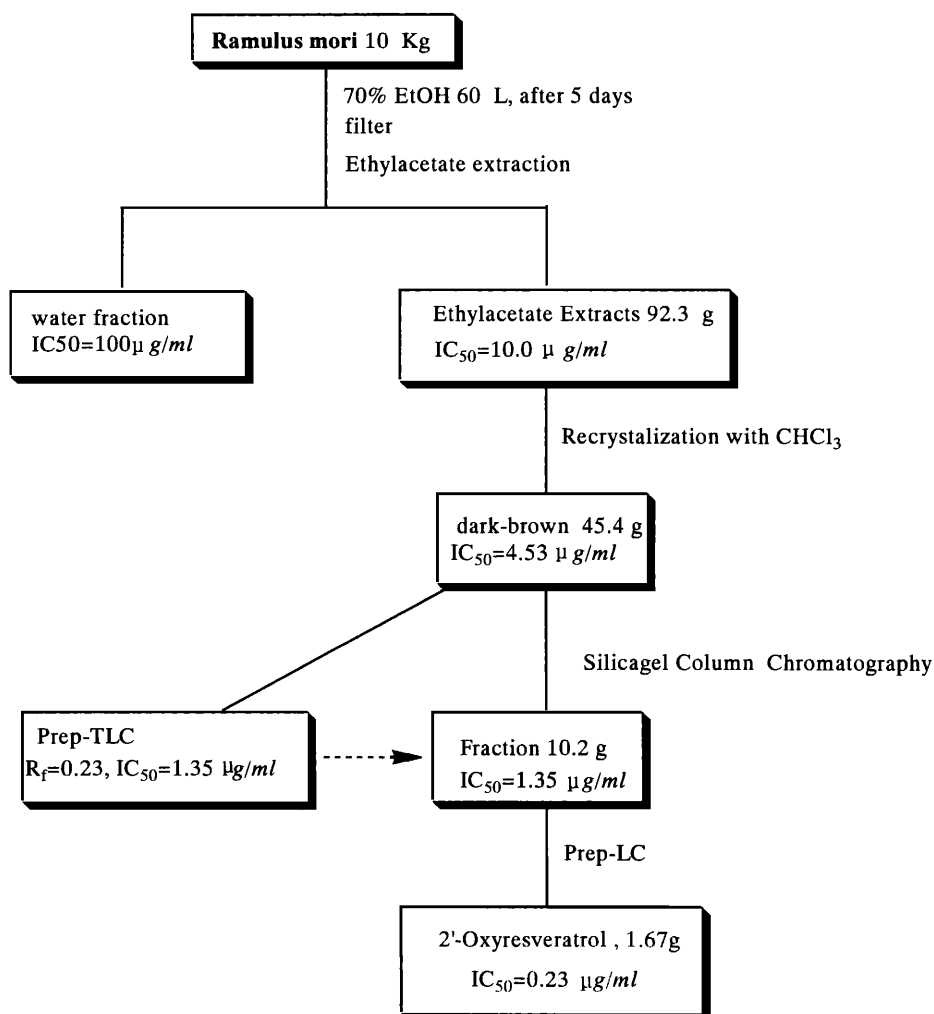 Ramulus mori 10 Kg
70% EtOH 60 L, after 5 days
filter
Ethylacetate extraction
water fraction
IC50=100μ g/ml
Ethylacetate Extracts 92.3 g
IC₅₀=10.0 μ g/ml
Recrystalization with CHCl₃
dark-brown 45.4 g
IC₅₀=4.53 μ g/ml
Silicagel Column Chromatography
Prep-TLC
R_f=0.23, IC₅₀=1.35 μg/ml
Fraction 10.2 g
IC₅₀=1.35 μg/ml
Prep-LC
2'-Oxyresveratrol , 1.67g
IC₅₀=0.23 μg/ml